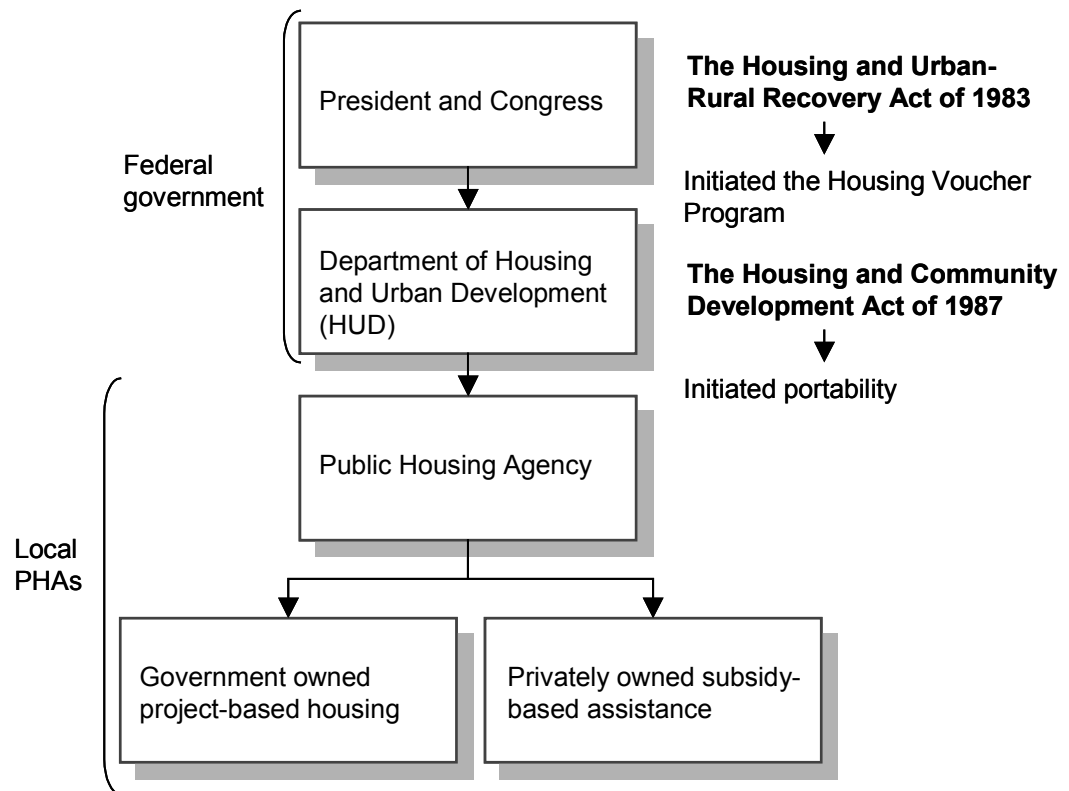 President and Congress
The Housing and Urban-
Rural Recovery Act of 1983
Federal
government
Initiated the Housing Voucher
Program
Department of Housing
and Urban Development
(HUD)
The Housing and Community
Development Act of 1987
Initiated portability
Public Housing Agency
Local
PHAs
Government owned
project-based housing
Privately owned subsidy-
based assistance